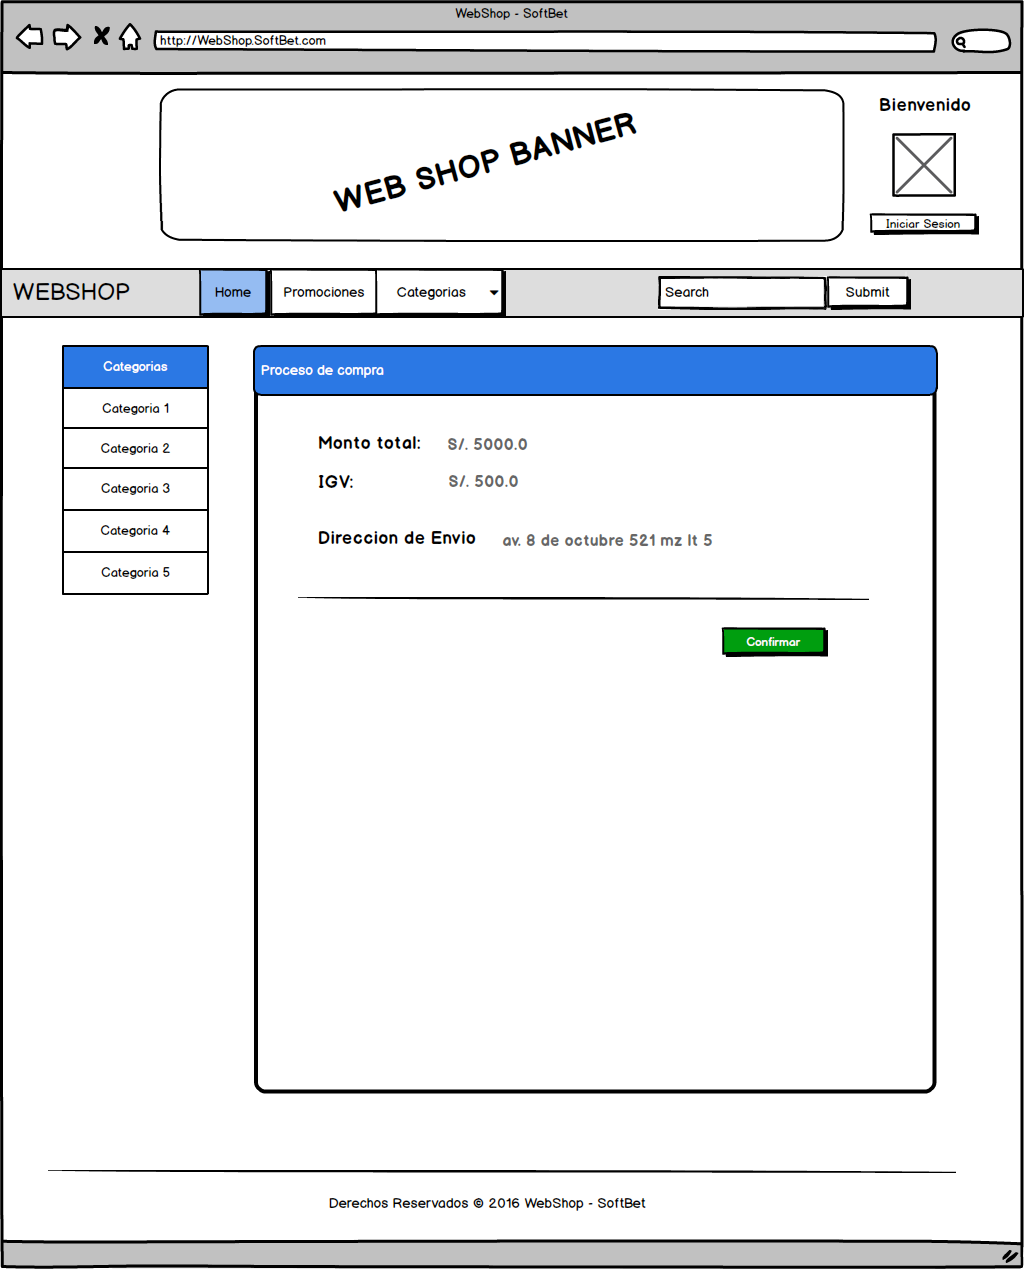 WebShop - SoftBet
http://WebShop.SoftBet.com
WEB SHOP BANNER
Bienvenido
Iniciar Sesion
WEBSHOP
Home
Promociones
Categorias
Search
Submit
Categorias
Categoria 1
Categoria 2
Categoria 3
Categoria 4
Categoria 5
Proceso de compra
Monto total: S/. 5000.0
IGV: S/. 500.0
Direccion de Envio av. 8 de octubre 521 mz lt 5
Confirmar
Derechos Reservados © 2016 WebShop - SoftBet